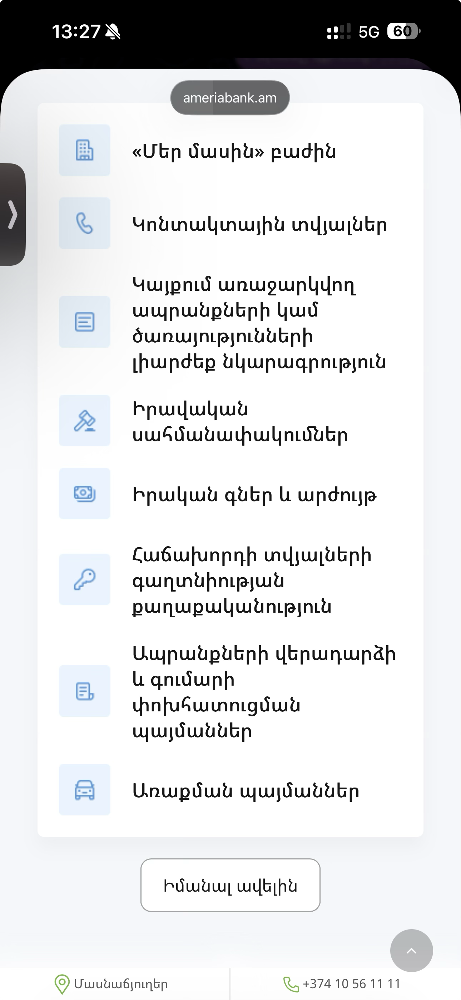 13:27
5G
60
ameriabank.am
«Մեր մասին» բաժին
Կոնտակտային տվյալներ
Կայքում առաջարկվող
ապրանքների կամ
ծառայությունների
լիարժեք նկարագրություն
Իրավական
սահմանափակումներ
Իրական գներ և արժույթ
Հաճախորդի տվյալների
գաղտնիության
քաղաքականություն
Ապրանքների վերադարձի
և գումարի
փոխհատուցման
պայմաններ
Առաքման պայմաններ
Իմանալ ավելին
Մասնաճյուղեր
+374 10 56 11 11